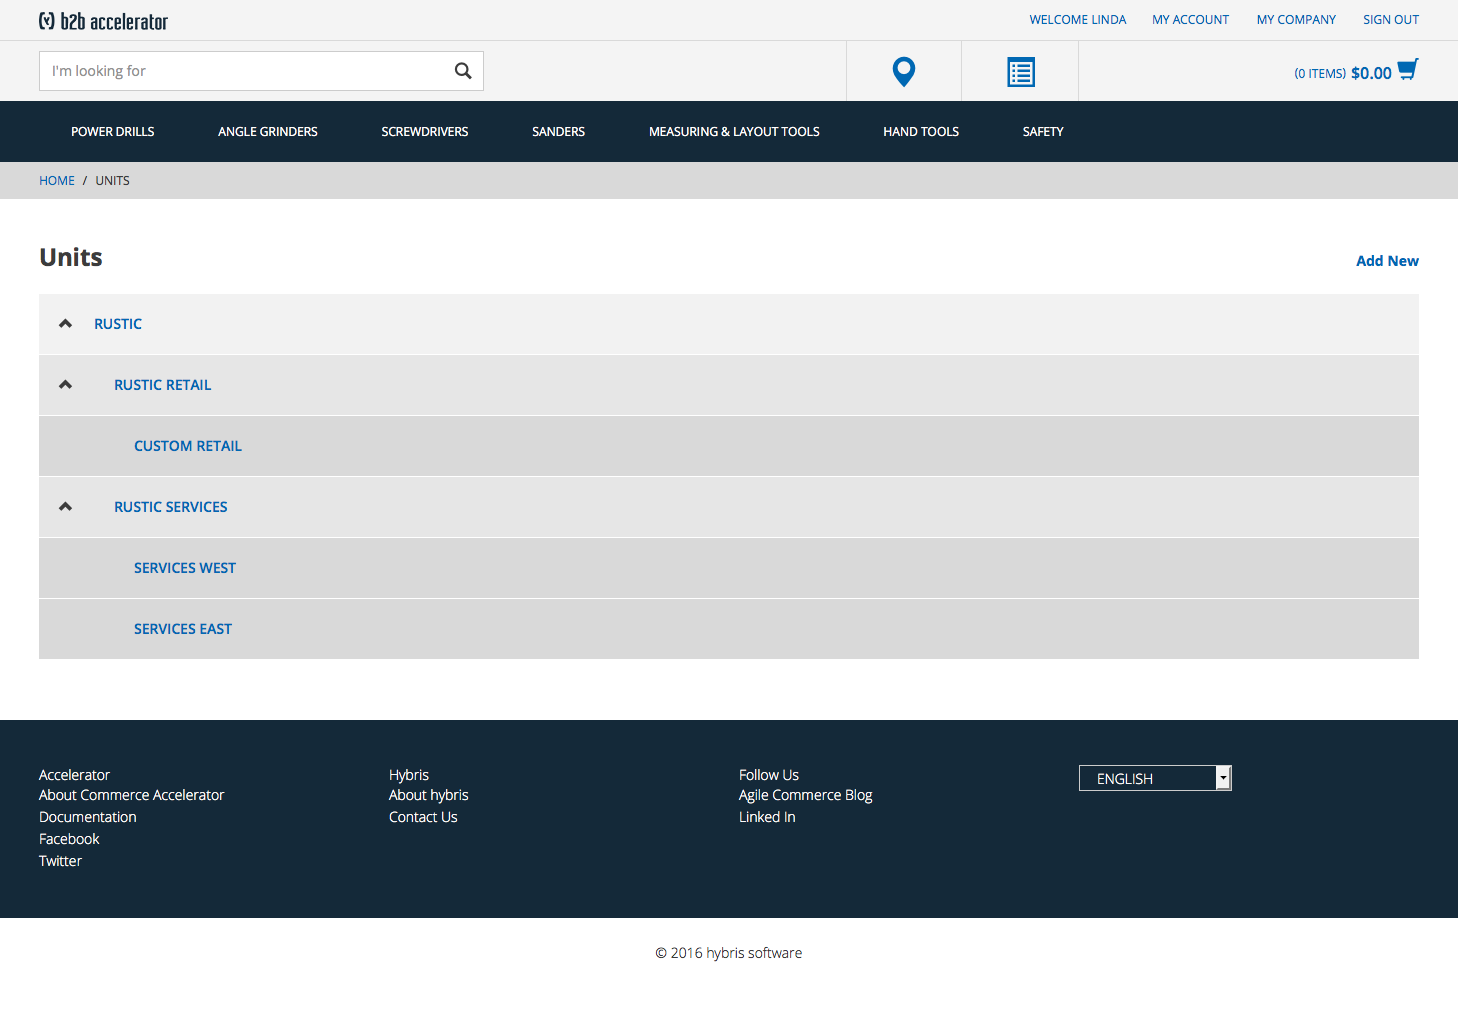 b2b accelerator
WELCOME LINDA MY ACCOUNT MY COMPANY SIGN OUT
I'm looking for
(0 ITEMS) $0.00
POWER DRILLS ANGLE GRINDERS SCREWDRIVERS SANDERS MEASURING & LAYOUT TOOLS HAND TOOLS SAFETY
HOME / UNITS
Units
Add New
RUSTIC
RUSTIC RETAIL
CUSTOM RETAIL
RUSTIC SERVICES
SERVICES WEST
SERVICES EAST
Accelerator
About Commerce Accelerator
Documentation
Facebook
Twitter
Hybris
About hybris
Contact Us
Follow Us
Agile Commerce Blog
Linked In
ENGLISH
© 2016 hybris software